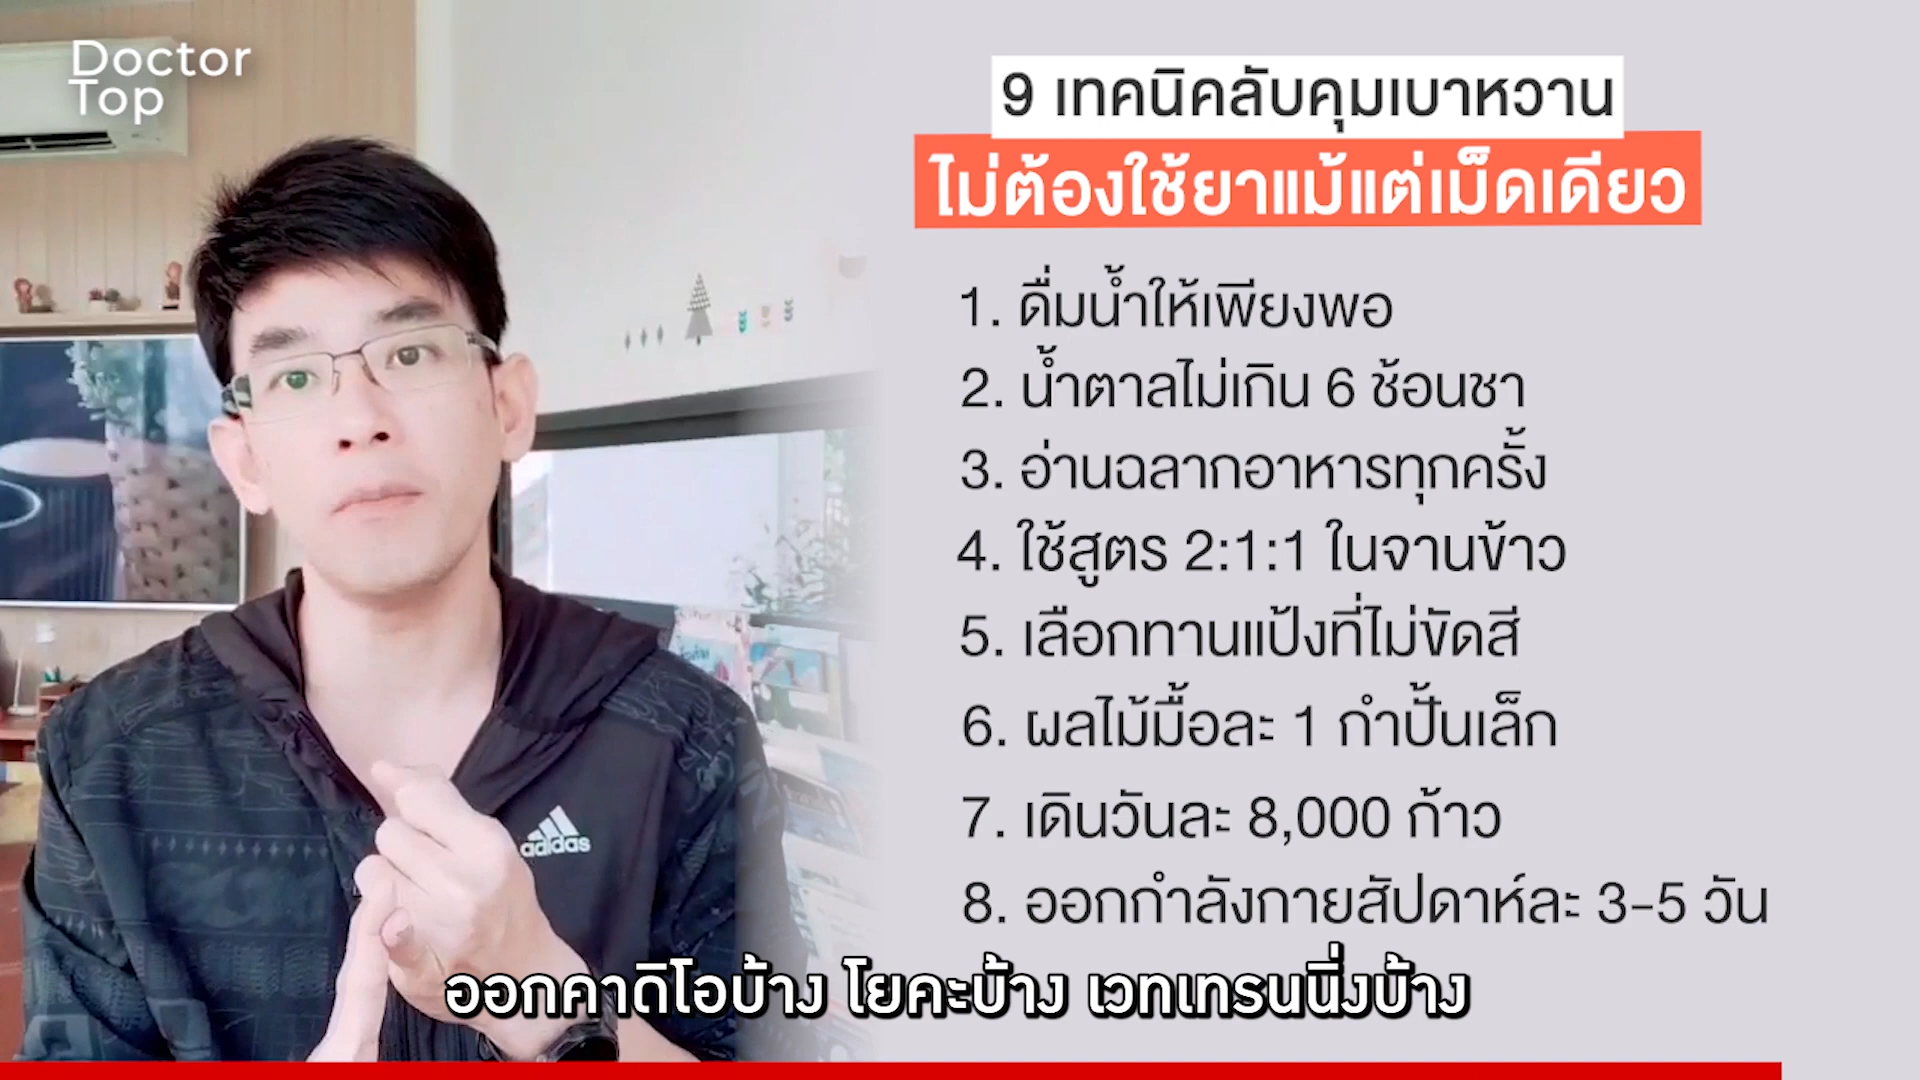 Doctor
Top
9 เทคนิคลับคุมเบาหวาน
ไม่ต้องใช้ยาแม้แต่เม็ดเดียว
1. ดื่มน้ำให้เพียงพอ
2. น้ำตาลไม่เกิน 6 ช้อนชา
3. อ่านฉลากอาหารทุกครั้ง
4. ใช้สูตร 2:1:1 ในจานข้าว
5. เลือกทานแป้งที่ไม่ขัดสี
6. ผลไม้มื้อละ 1 กำปั้นเล็ก
7. เดินวันละ 8,000 ก้าว
8. ออกกำลังกายสัปดาห์ละ 3-5 วัน
adidas
ออกคาดิโอบ้าง โยคะบ้าง เวทเทรนนิ่งบ้าง